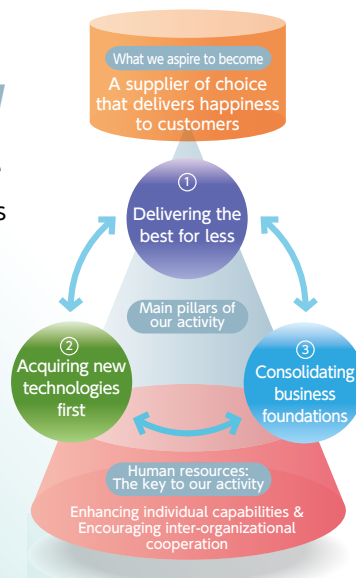 What we aspire to become
A supplier of choice
that delivers happiness
to customers
①
Delivering the
best for less
Main pillars of
our activity
②
Acquiring new
technologies
first
③
Consolidating
business
foundations
Human resources:
The key to our activity
Enhancing individual capabilities &
Encouraging inter-organizational
cooperation